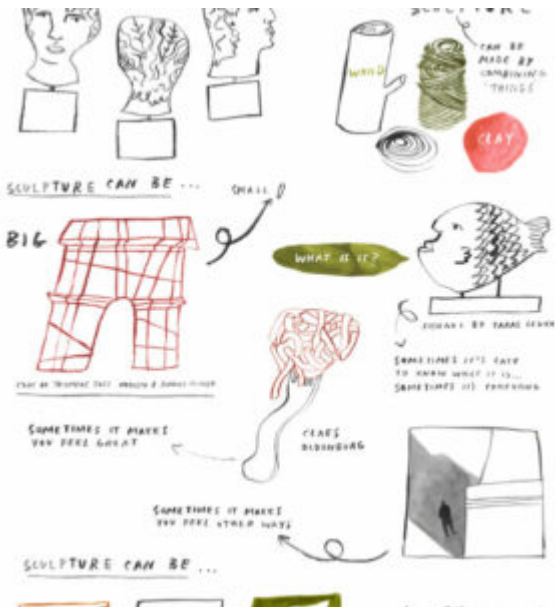 SCULPTURE
CAN BE
MADE BY
COMBINING
"THINGS"
WOOD
CLAY
SCULPTURE CAN BE ...
SMALL
BIG
WHAT IS IT?
SOMETIMES IT'S EASY
TO KNOW WHAT IT IS...
SOMETIMES IT'S CONFUSING
SOMETIMES IT MAKES
YOU FEEL GREAT
CLAES
OLDENBURG
SOMETIMES IT MAKES
YOU FEEL OTHER WAYS
SCULPTURE CAN BE ...